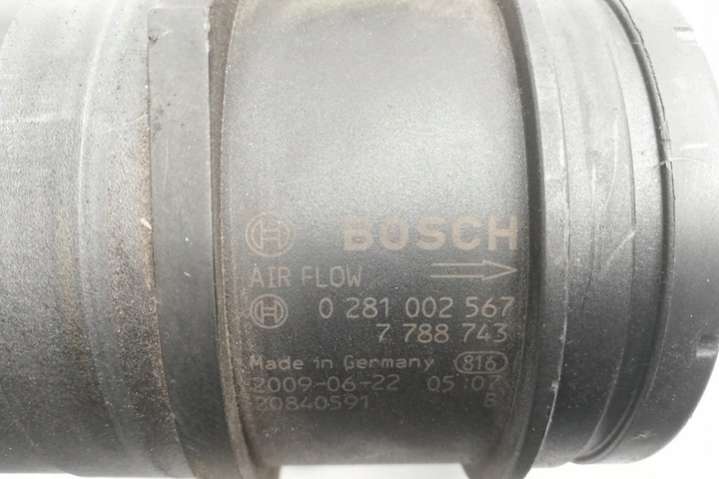 BOSCH
AIR FLOW
0 281 002 567
7 788 743
Made in Germany 816
2009-06-22 05:07
20840591 B